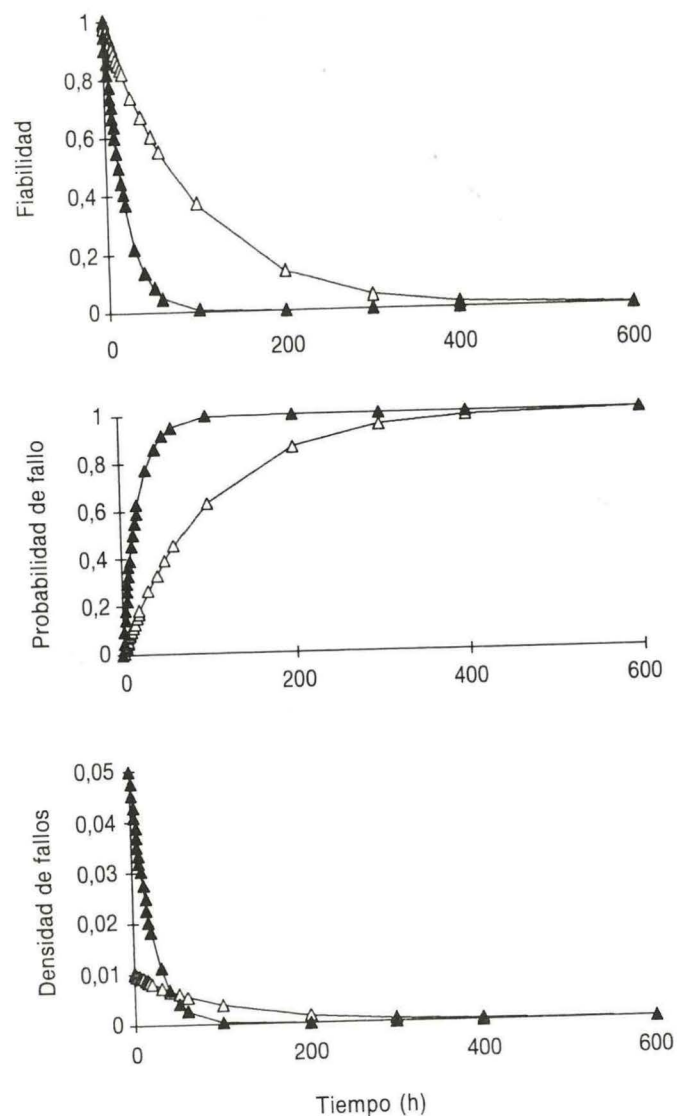 Fiabilidad
1
0,8
0,6
0,4
0,2
0
0 200 400 600
Probabilidad de fallo
1
0,8
0,6
0,4
0,2
0
0 200 400 600
Densidad de fallos
0,05
0,04
0,03
0,02
0,01
0
0 200 400 600
Tiempo (h)